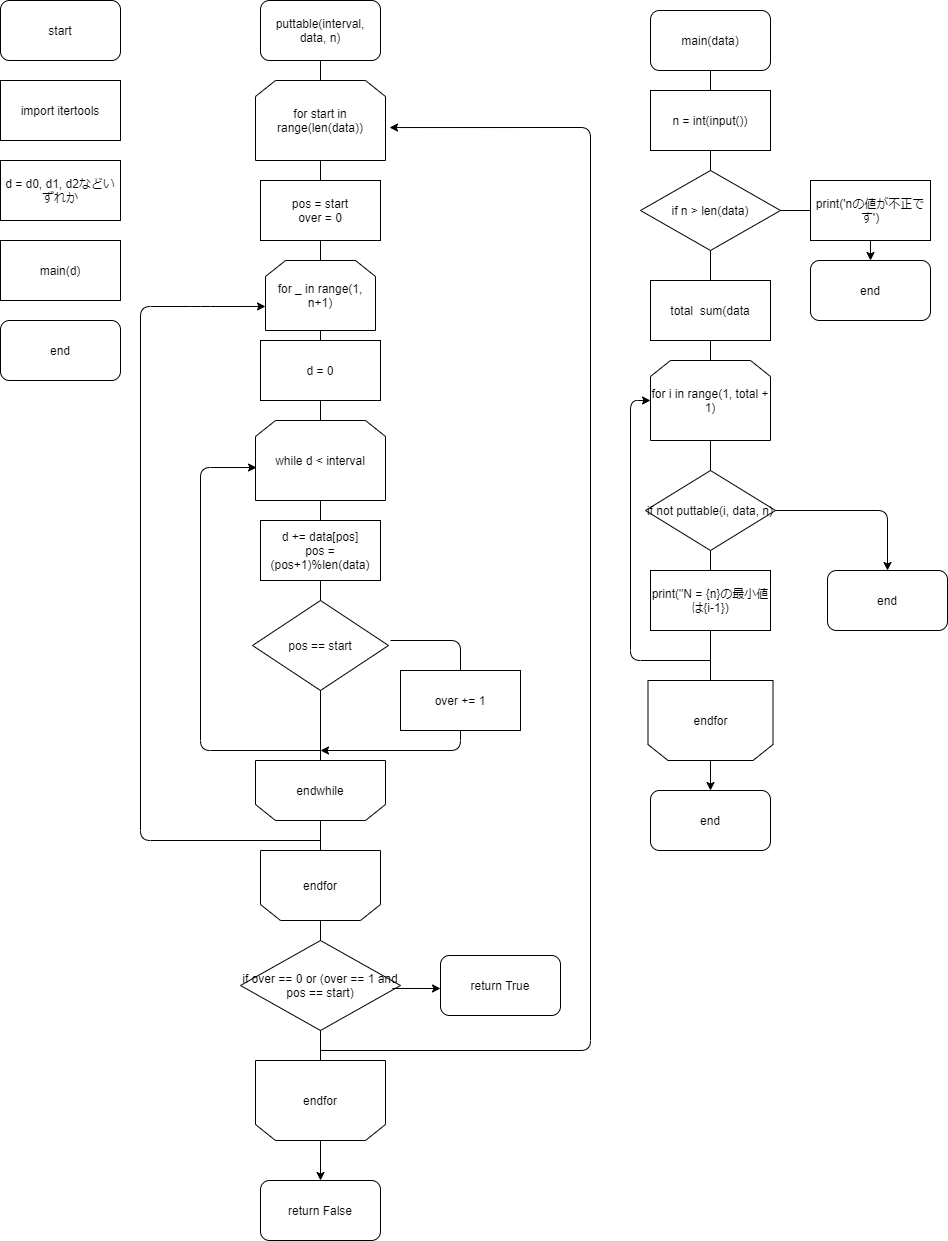 start
import itertools
d = d0, d1, d2などい
ずれか
main(d)
end
puttable(interval,
data, n)
for start in
range(len(data))
pos = start
over = 0
for _ in range(1,
n+1)
d = 0
while d < interval
d += data[pos]
pos =
(pos+1)%len(data)
pos == start
over += 1
endwhile
endfor
if over == 0 or (over == 1 and
pos == start)
return True
endfor
return False
main(data)
n = int(input())
if n > len(data)
print('nの値が不正で
す')
end
total  sum(data
for i in range(1, total +
1)
if not puttable(i, data, n)
end
print("N = {n}の最小値
は{i-1})
endfor
end